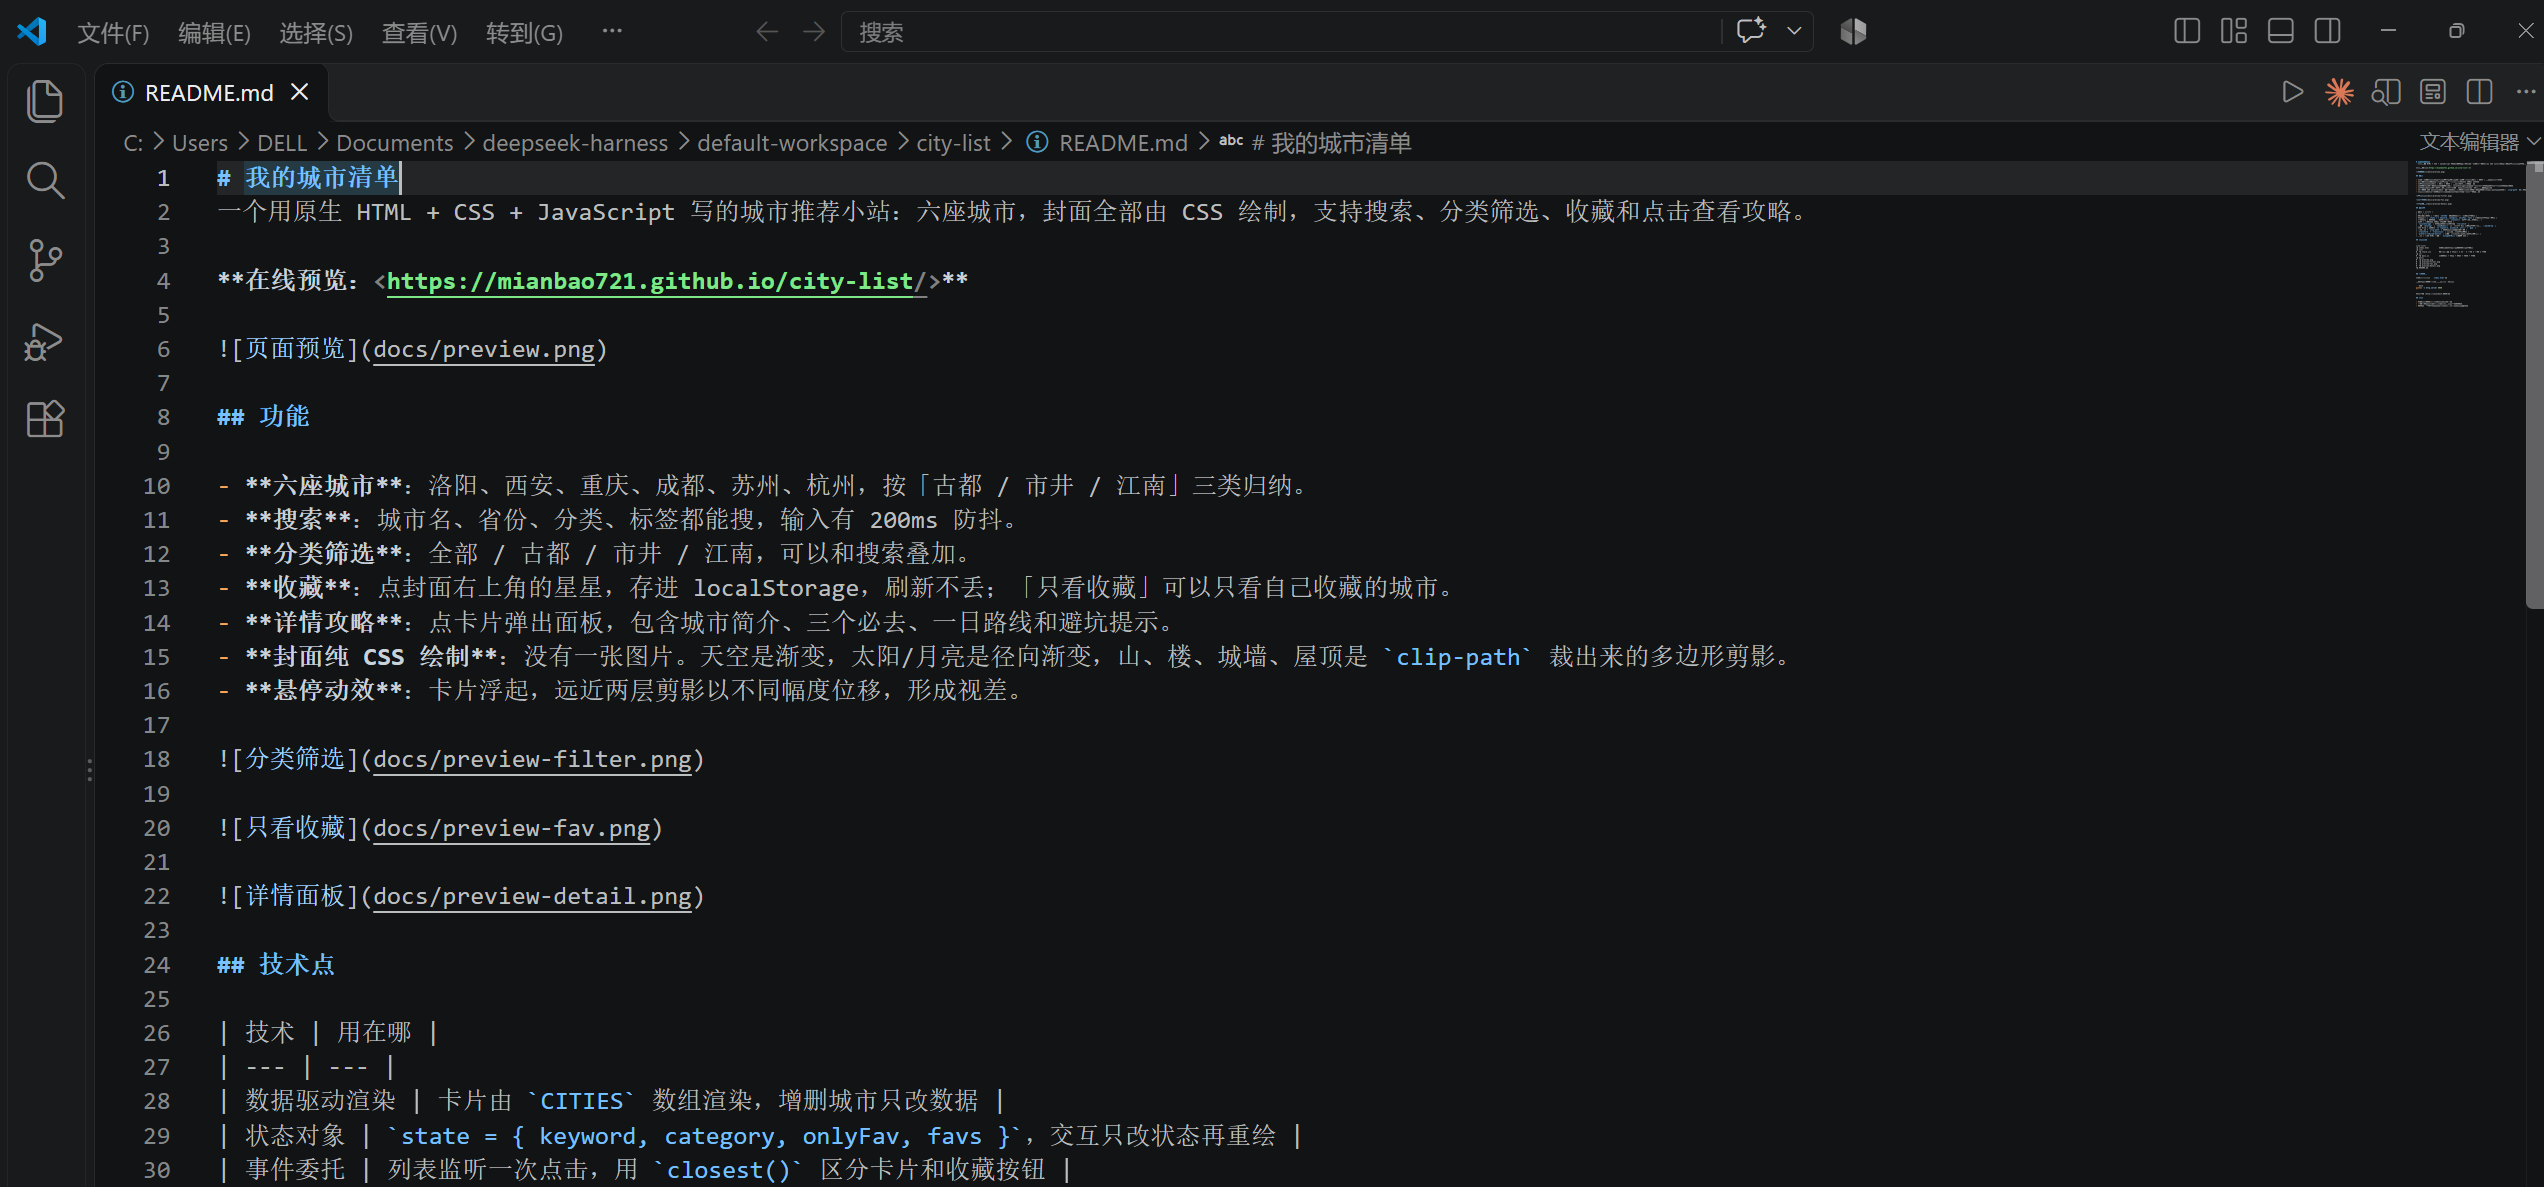 文件(F) 编辑(E) 选择(S) 查看(V) 转到(G) ··· 搜索
README.md
C: > Users > DELL > Documents > deepseek-harness > default-workspace > city-list > README.md > abc # 我的城市清单 文本编辑器
1 # 我的城市清单
2 一个用原生 HTML + CSS + JavaScript 写的城市推荐小站：六座城市，封面全部由 CSS 绘制，支持搜索、分类筛选、收藏和点击查看攻略。
3
4 **在线预览：<https://mianbao721.github.io/city-list/>**
5
6 ![页面预览](docs/preview.png)
7
8 ## 功能
9
10 - **六座城市**：洛阳、西安、重庆、成都、苏州、杭州，按「古都 / 市井 / 江南」三类归纳。
11 - **搜索**：城市名、省份、分类、标签都能搜，输入有 200ms 防抖。
12 - **分类筛选**：全部 / 古都 / 市井 / 江南，可以和搜索叠加。
13 - **收藏**：点封面右上角的星星，存进 localStorage，刷新不丢；「只看收藏」可以只看自己收藏的城市。
14 - **详情攻略**：点卡片弹出面板，包含城市简介、三个必去、一日路线和避坑提示。
15 - **封面纯 CSS 绘制**：没有一张图片。天空是渐变，太阳/月亮是径向渐变，山、楼、城墙、屋顶是 `clip-path` 裁出来的多边形剪影。
16 - **悬停动效**：卡片浮起，远近两层剪影以不同幅度位移，形成视差。
17
18 ![分类筛选](docs/preview-filter.png)
19
20 ![只看收藏](docs/preview-fav.png)
21
22 ![详情面板](docs/preview-detail.png)
23
24 ## 技术点
25
26 | 技术 | 用在哪 |
27 | --- | --- |
28 | 数据驱动渲染 | 卡片由 `CITIES` 数组渲染，增删城市只改数据 |
29 | 状态对象 | `state = { keyword, category, onlyFav, favs }`，交互只改状态再重绘 |
30 | 事件委托 | 列表监听一次点击，用 `closest()` 区分卡片和收藏按钮 |